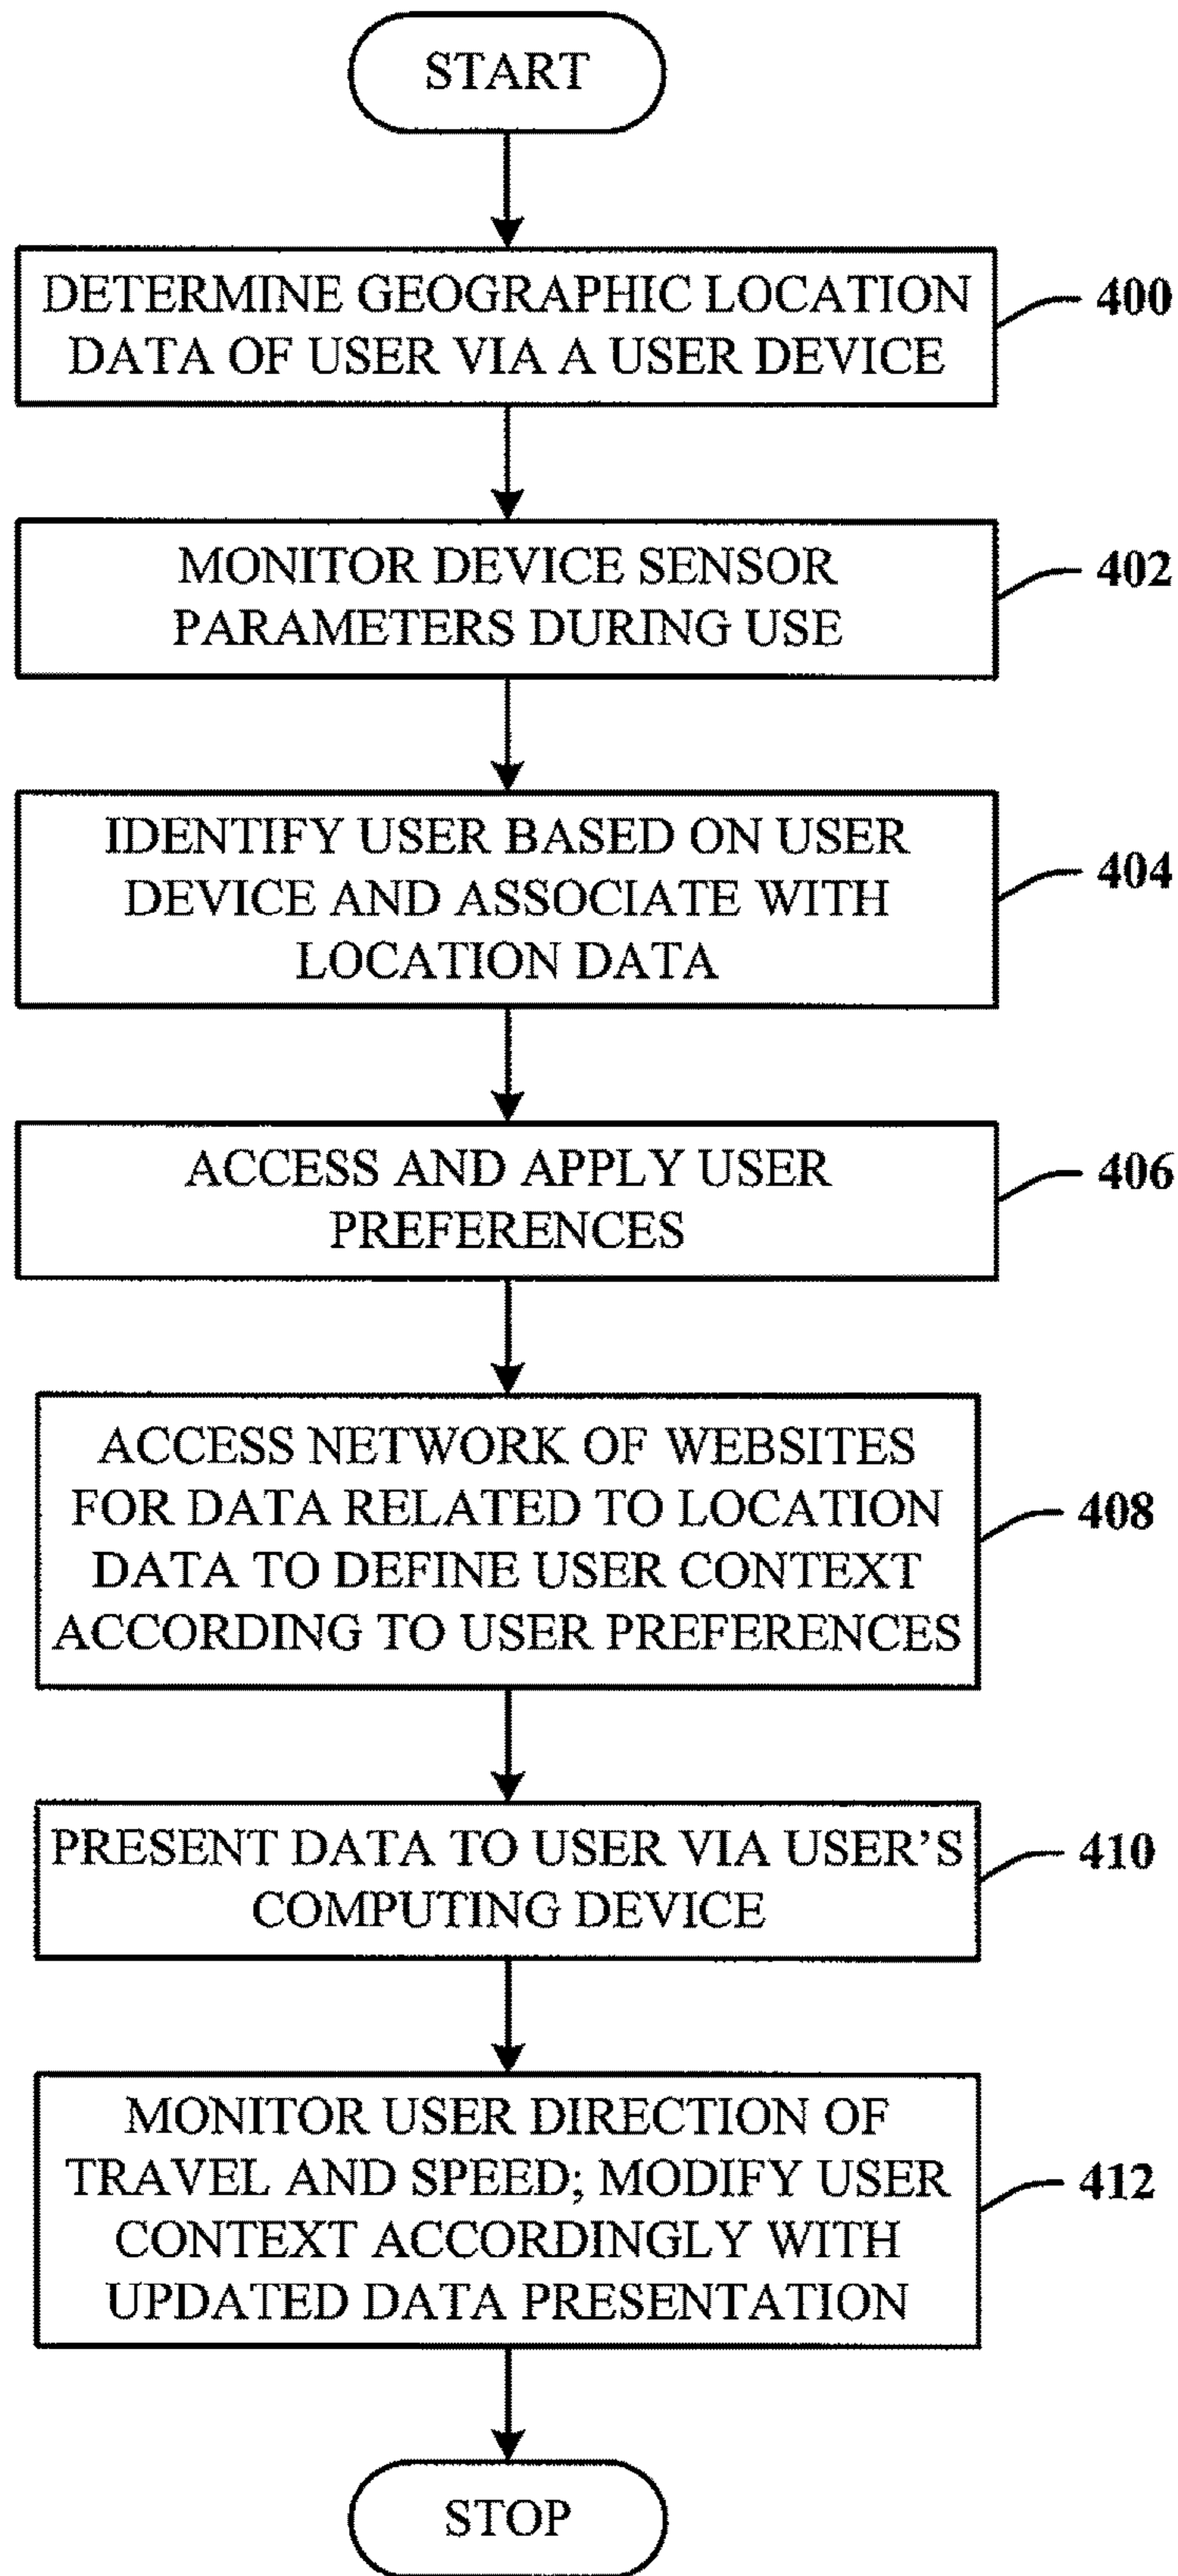 START
DETERMINE GEOGRAPHIC LOCATION
DATA OF USER VIA A USER DEVICE
400
MONITOR DEVICE SENSOR
PARAMETERS DURING USE
402
IDENTIFY USER BASED ON USER
DEVICE AND ASSOCIATE WITH
LOCATION DATA
404
ACCESS AND APPLY USER
PREFERENCES
406
ACCESS NETWORK OF WEBSITES
FOR DATA RELATED TO LOCATION
DATA TO DEFINE USER CONTEXT
ACCORDING TO USER PREFERENCES
408
PRESENT DATA TO USER VIA USER’S
COMPUTING DEVICE
410
MONITOR USER DIRECTION OF
TRAVEL AND SPEED; MODIFY USER
CONTEXT ACCORDINGLY WITH
UPDATED DATA PRESENTATION
412
STOP